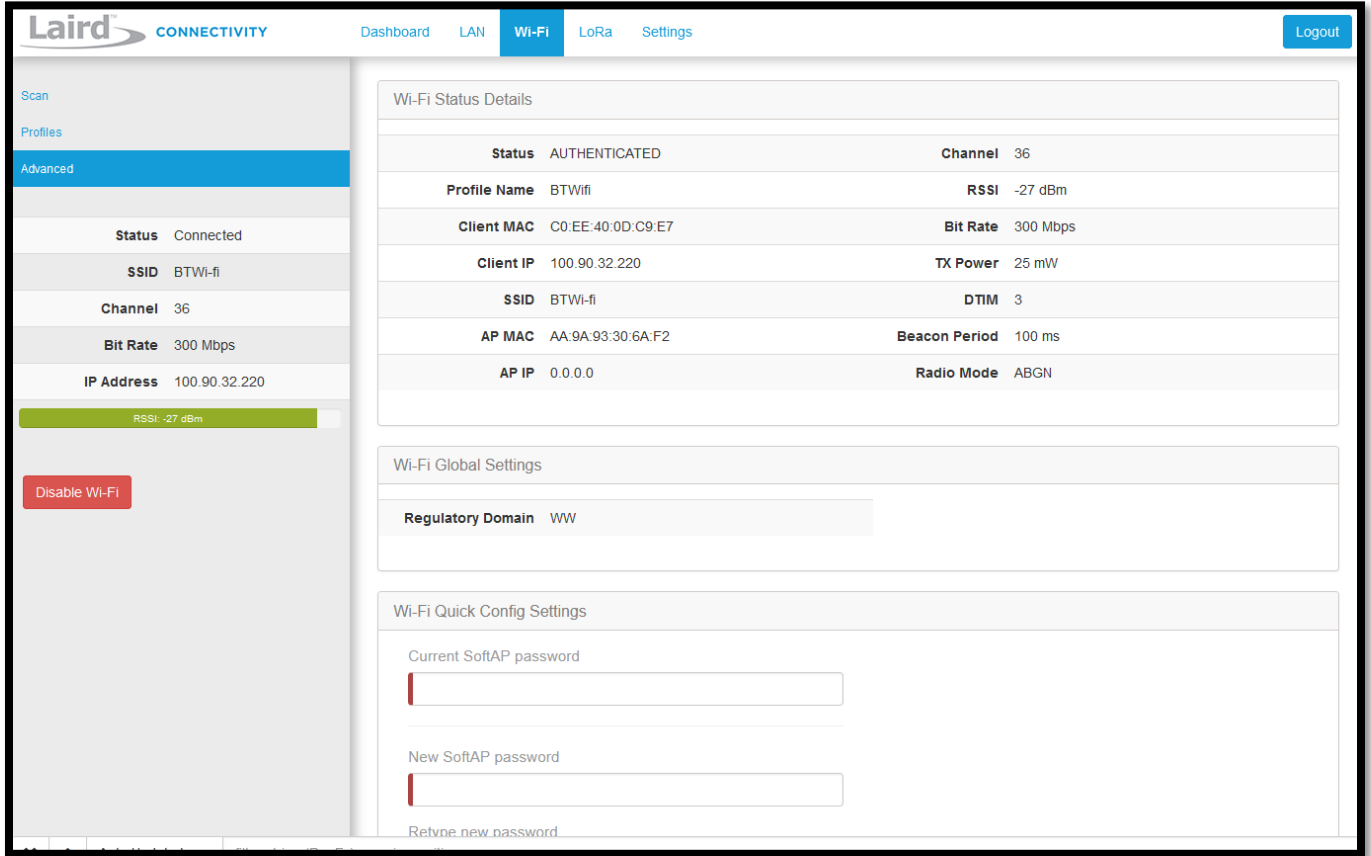 Laird™ CONNECTIVITY Dashboard LAN Wi-Fi LoRa Settings Logout
Scan
Profiles
Advanced
Status Connected
SSID BTWi-fi
Channel 36
Bit Rate 300 Mbps
IP Address 100.90.32.220
RSSI: -27 dBm
Disable Wi-Fi
Wi-Fi Status Details
Status AUTHENTICATED Channel 36
Profile Name BTWifi RSSI -27 dBm
Client MAC C0:EE:40:0D:C9:E7 Bit Rate 300 Mbps
Client IP 100.90.32.220 TX Power 25 mW
SSID BTWi-fi DTIM 3
AP MAC AA:9A:93:30:6A:F2 Beacon Period 100 ms
AP IP 0.0.0.0 Radio Mode ABGN
Wi-Fi Global Settings
Regulatory Domain WW
Wi-Fi Quick Config Settings
Current SoftAP password
New SoftAP password
Retype new password